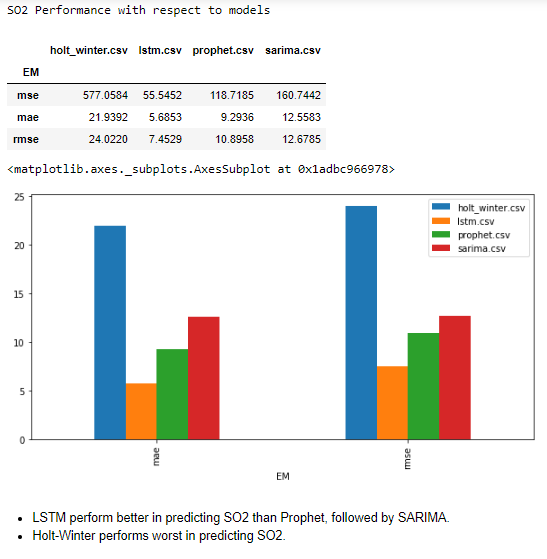 SO2 Performance with respect to models
holt_winter.csv lstm.csv prophet.csv sarima.csv
EM
mse 577.0584 55.5452 118.7185 160.7442
mae 21.9392 5.6853 9.2936 12.5583
rmse 24.0220 7.4529 10.8958 12.6785
<matplotlib.axes._subplots.AxesSubplot at 0x1adbc966978>
25
20
15
10
5
0
holt_winter.csv
lstm.csv
prophet.csv
sarima.csv
mae
rmse
EM
• LSTM perform better in predicting SO2 than Prophet, followed by SARIMA.
• Holt-Winter performs worst in predicting SO2.